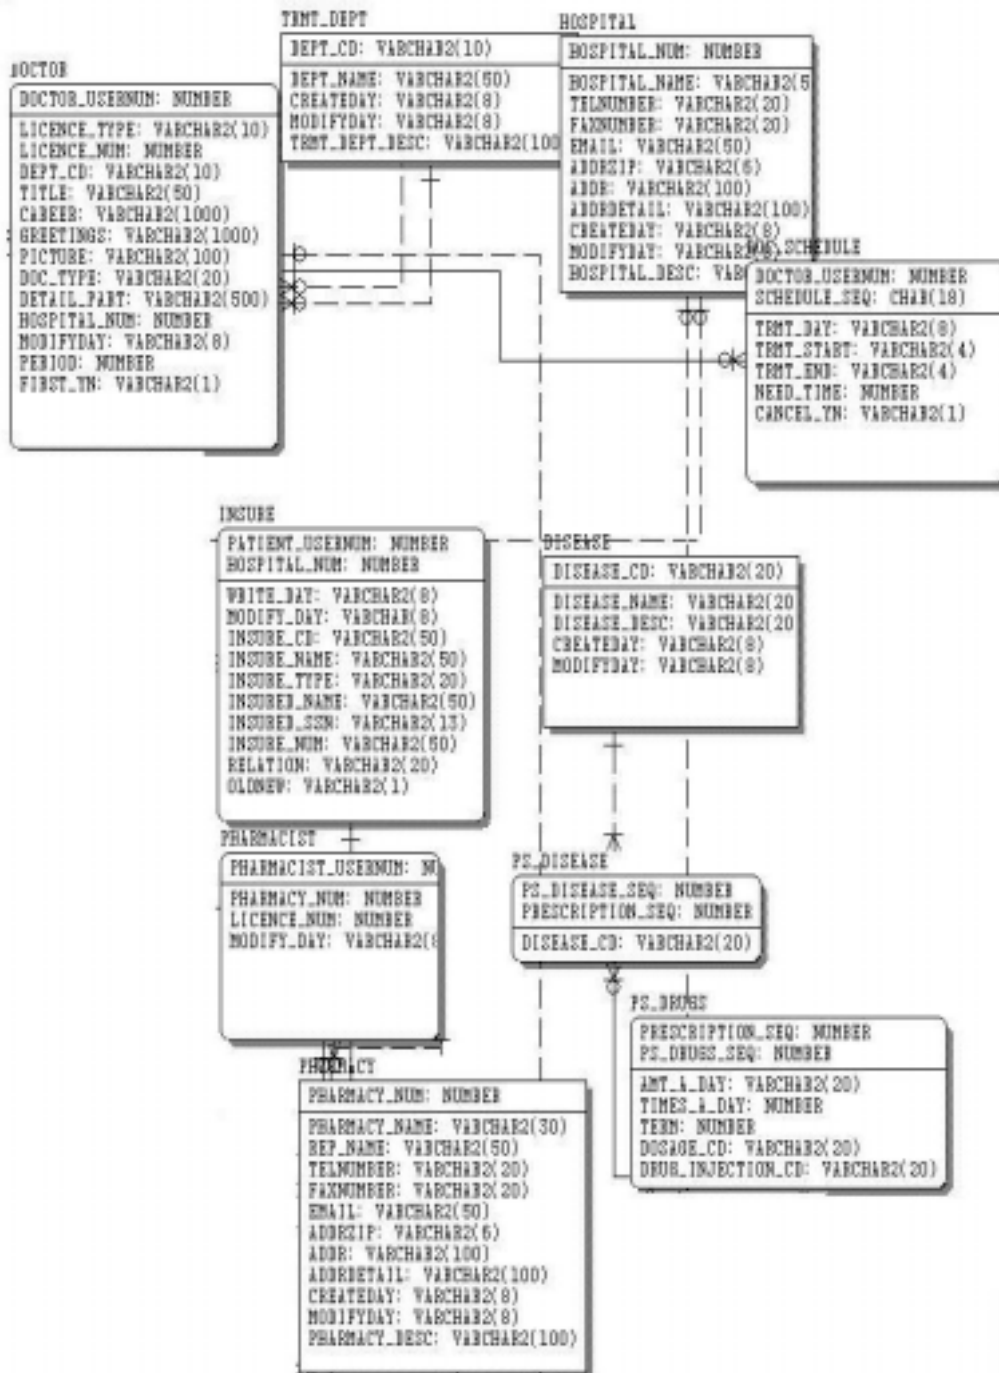 TRMT_DEPT
DEPT_CD: VARCHAR2(10)
DEPT_NAME: VARCHAR2(50)
CREATEDAY: VARCHAR2(8)
MODIFYDAY: VARCHAR2(8)
TRMT_DEPT_DESC: VARCHAR2(100
HOSPITAL
HOSPITAL_NUM: NUMBER
HOSPITAL_NAME: VARCHAR2(5
TELNUMBER: VARCHAR2(20)
FAXNUMBER: VARCHAR2(20)
EMAIL: VARCHAR2(50)
ADDRZIP: VARCHAR2(6)
ADDR: VARCHAR2(100)
ADDRDETAIL: VARCHAR2(100)
CREATEDAY: VARCHAR2(8)
MODIFYDAY: VARCHAR2(8)
HOSPITAL_DESC: VARC
DOCTOR
DOCTOR_USERNUM: NUMBER
LICENCE_TYPE: VARCHAR2(10)
LICENCE_NUM: NUMBER
DEPT_CD: VARCHAR2(10)
TITLE: VARCHAR2(50)
CAREER: VARCHAR2(1000)
GREETINGS: VARCHAR2(1000)
PICTURE: VARCHAR2(100)
DOC_TYPE: VARCHAR2(20)
DETAIL_PART: VARCHAR2(500)
HOSPITAL_NUM: NUMBER
MODIFYDAY: VARCHAR2(8)
PERIOD: NUMBER
FIRST_YN: VARCHAR2(1)
DOC_SCHEDULE
DOCTOR_USERNUM: NUMBER
SCHEDULE_SEQ: CHAR(18)
TRMT_DAY: VARCHAR2(8)
TRMT_START: VARCHAR2(4)
TRMT_END: VARCHAR2(4)
NEED_TIME: NUMBER
CANCEL_YN: VARCHAR2(1)
INSURE
PATIENT_USERNUM: NUMBER
HOSPITAL_NUM: NUMBER
WRITE_DAY: VARCHAR2(8)
MODIFY_DAY: VARCHAR(8)
INSURE_CD: VARCHAR2(50)
INSURE_NAME: VARCHAR2(50)
INSURE_TYPE: VARCHAR2(20)
INSURED_NAME: VARCHAR2(50)
INSURED_SSN: VARCHAR2(13)
INSURE_NUM: VARCHAR2(50)
RELATION: VARCHAR2(20)
OLDNEW: VARCHAR2(1)
DISEASE
DISEASE_CD: VARCHAR2(20)
DISEASE_NAME: VARCHAR2(20
DISEASE_DESC: VARCHAR2(20
CREATEDAY: VARCHAR2(8)
MODIFYDAY: VARCHAR2(8)
PHARMACIST
PHARMACIST_USERNUM: NU
PHARMACY_NUM: NUMBER
LICENCE_NUM: NUMBER
MODIFY_DAY: VARCHAR2(8
PS_DISEASE
PS_DISEASE_SEQ: NUMBER
PRESCRIPTION_SEQ: NUMBER
DISEASE_CD: VARCHAR2(20)
PS_DRUGS
PRESCRIPTION_SEQ: NUMBER
PS_DRUGS_SEQ: NUMBER
AMT_A_DAY: VARCHAR2(20)
TIMES_A_DAY: NUMBER
TERM: NUMBER
DOSAGE_CD: VARCHAR2(20)
DRUG_INJECTION_CD: VARCHAR2(20)
PHARMACY
PHARMACY_NUM: NUMBER
PHARMACY_NAME: VARCHAR2(30)
REP_NAME: VARCHAR2(50)
TELNUMBER: VARCHAR2(20)
FAXNUMBER: VARCHAR2(20)
EMAIL: VARCHAR2(50)
ADDRZIP: VARCHAR2(6)
ADDR: VARCHAR2(100)
ADDRDETAIL: VARCHAR2(100)
CREATEDAY: VARCHAR2(8)
MODIFYDAY: VARCHAR2(8)
PHARMACY_DESC: VARCHAR2(100)